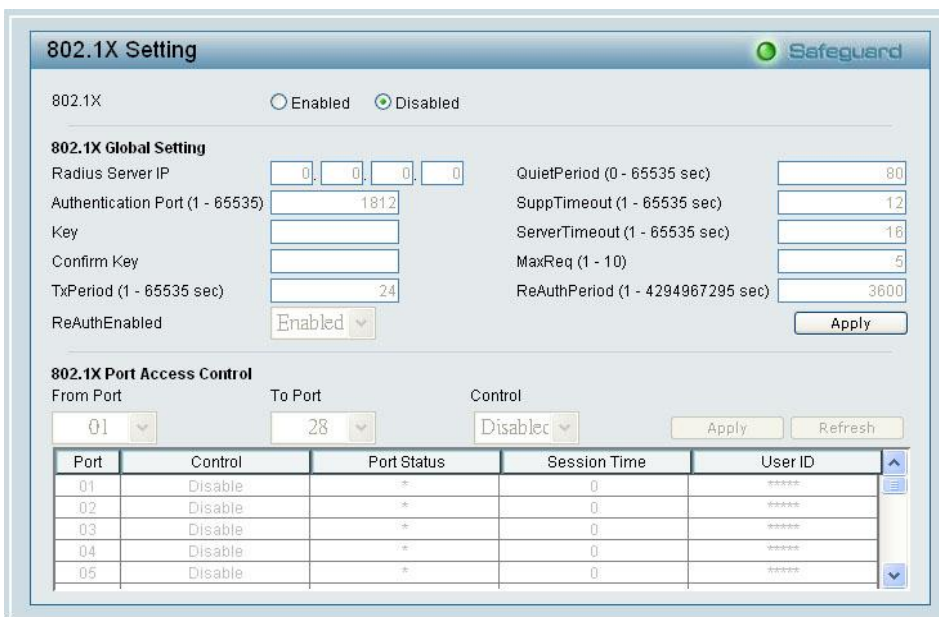 802.1X Setting Safeguard
802.1X Enabled Disabled
802.1X Global Setting
Radius Server IP 0. 0. 0. 0 QuietPeriod (0 - 65535 sec) 80
Authentication Port (1 - 65535) 1812 SuppTimeout (1 - 65535 sec) 12
Key ServerTimeout (1 - 65535 sec) 16
Confirm Key MaxReq (1 - 10) 5
TxPeriod (1 - 65535 sec) 24 ReAuthPeriod (1 - 4294967295 sec) 3600
ReAuthEnabled Enabled Apply
802.1X Port Access Control
From Port To Port Control
01 28 Disabled Apply Refresh
Port Control Port Status Session Time User ID
01 Disable * 0 *****
02 Disable * 0 *****
03 Disable * 0 *****
04 Disable * 0 *****
05 Disable * 0 *****